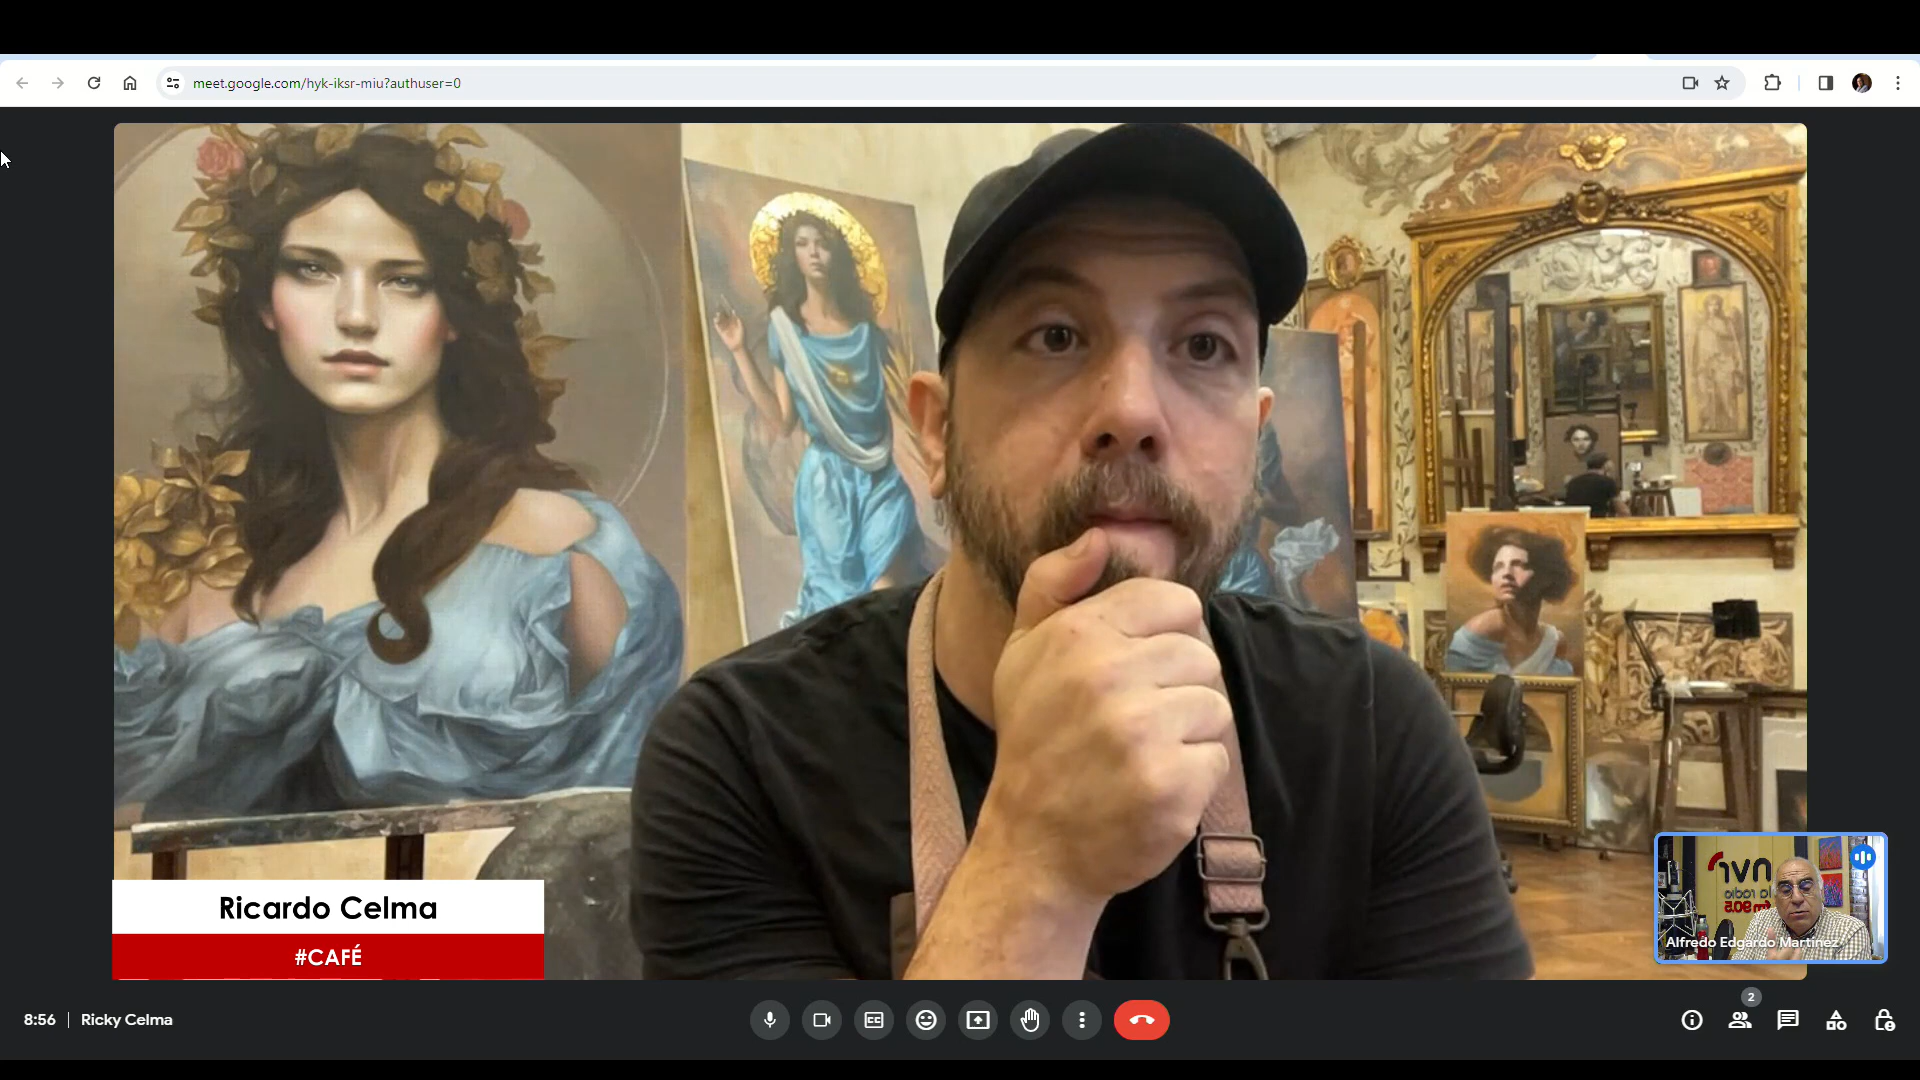 meet.google.com/hyk-iksr-miu?authuser=0
Ricardo Celma
#CAFÉ
Alfredo Edgardo Martinez
8:56 | Ricky Celma
2